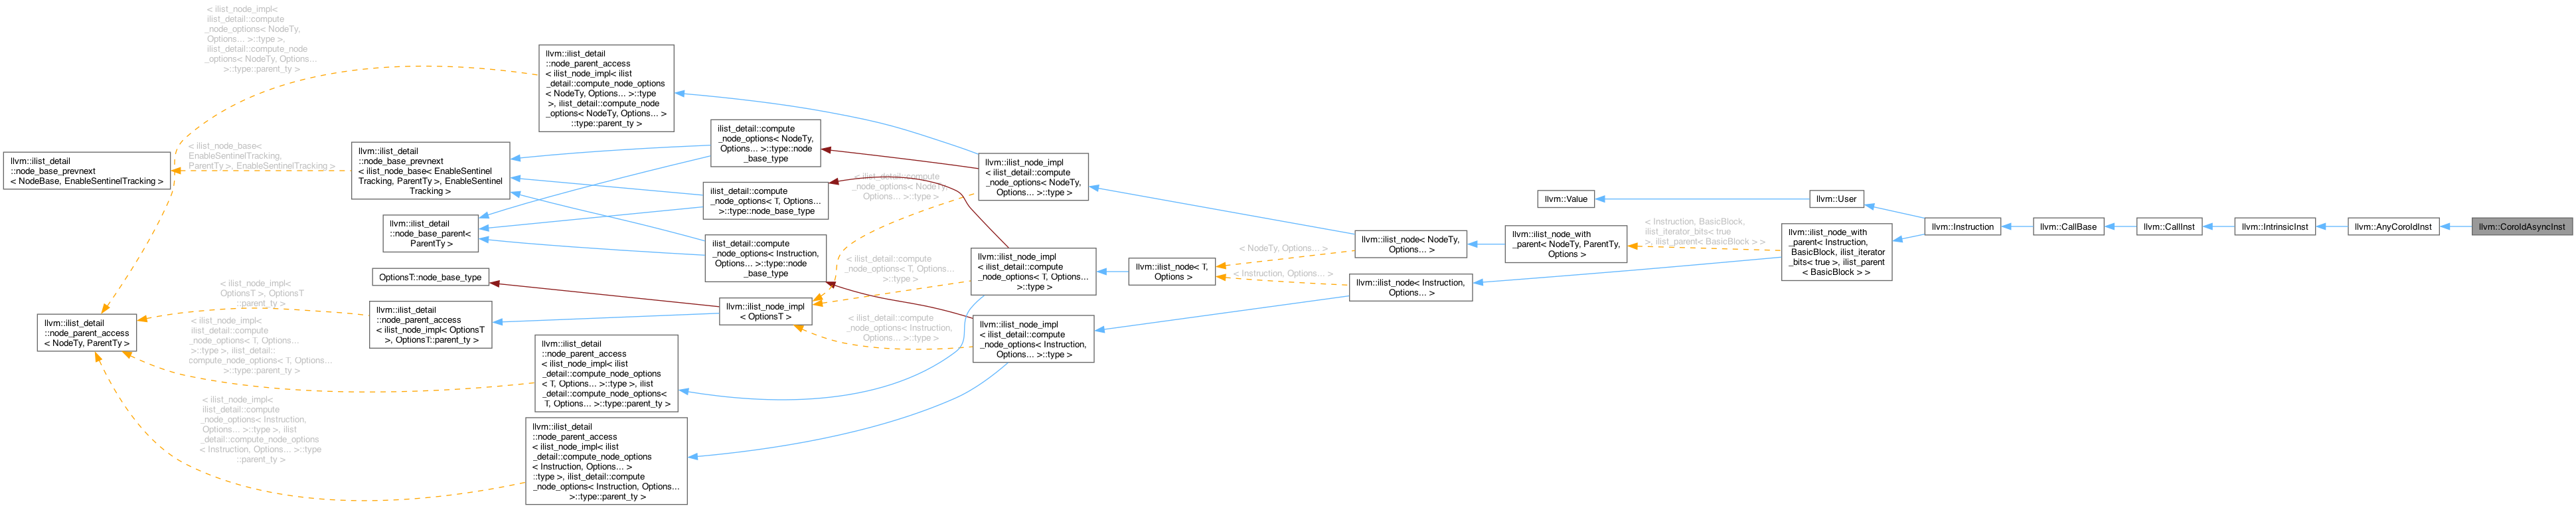 < ilist_node_impl<
ilist_detail::compute
_node_options< NodeTy,
Options... >::type >,
ilist_detail::compute_node
_options< NodeTy, Options...
>::type::parent_ty >
llvm::ilist_detail
::node_base_prevnext
< NodeBase, EnableSentinelTracking >
< ilist_node_base<
EnableSentinelTracking,
ParentTy >, EnableSentinelTracking >
llvm::ilist_detail
::node_parent_access
< NodeTy, ParentTy >
< ilist_node_impl<
OptionsT >, OptionsT
::parent_ty >
< ilist_node_impl<
ilist_detail::compute
_node_options< T, Options...
>::type >, ilist_detail::
compute_node_options< T, Options...
>::type::parent_ty >
< ilist_node_impl<
ilist_detail::compute
_node_options< Instruction,
Options... >::type >, ilist
_detail::compute_node_options
< Instruction, Options... >::type
::parent_ty >
llvm::ilist_detail
::node_base_prevnext
< ilist_node_base< EnableSentinel
Tracking, ParentTy >, EnableSentinel
Tracking >
llvm::ilist_detail
::node_base_parent<
ParentTy >
OptionsT::node_base_type
llvm::ilist_detail
::node_parent_access
< ilist_node_impl< OptionsT
>, OptionsT::parent_ty >
llvm::ilist_detail
::node_parent_access
< ilist_node_impl< ilist
_detail::compute_node_options
< NodeTy, Options... >::type
>, ilist_detail::compute_node
_options< NodeTy, Options... >
::type::parent_ty >
llvm::ilist_detail
::node_parent_access
< ilist_node_impl< ilist
_detail::compute_node_options
< T, Options... >::type >, ilist
_detail::compute_node_options<
T, Options... >::type::parent_ty >
llvm::ilist_detail
::node_parent_access
< ilist_node_impl< ilist
_detail::compute_node_options
< Instruction, Options... >
::type >, ilist_detail::compute
_node_options< Instruction, Options...
>::type::parent_ty >
ilist_detail::compute
_node_options< NodeTy,
Options... >::type::node
_base_type
ilist_detail::compute
_node_options< T, Options...
>::type::node_base_type
ilist_detail::compute
_node_options< Instruction,
Options... >::type::node
_base_type
llvm::ilist_node_impl
< OptionsT >
< ilist_detail::compute
_node_options< NodeTy,
Options... >::type >
< ilist_detail::compute
_node_options< T, Options...
>::type >
< ilist_detail::compute
_node_options< Instruction,
Options... >::type >
llvm::ilist_node_impl
< ilist_detail::compute
_node_options< NodeTy,
Options... >::type >
llvm::ilist_node_impl
< ilist_detail::compute
_node_options< T, Options...
>::type >
llvm::ilist_node_impl
< ilist_detail::compute
_node_options< Instruction,
Options... >::type >
llvm::ilist_node< T,
Options >
< NodeTy, Options... >
< Instruction, Options... >
llvm::ilist_node< NodeTy,
Options... >
llvm::ilist_node< Instruction,
Options... >
llvm::ilist_node_with
_parent< NodeTy, ParentTy,
Options >
llvm::Value
< Instruction, BasicBlock,
ilist_iterator_bits< true
>, ilist_parent< BasicBlock > >
llvm::User
llvm::ilist_node_with
_parent< Instruction,
BasicBlock, ilist_iterator
_bits< true >, ilist_parent
< BasicBlock > >
llvm::Instruction
llvm::CallBase
llvm::CallInst
llvm::IntrinsicInst
llvm::AnyCoroIdInst
llvm::CoroIdAsyncInst